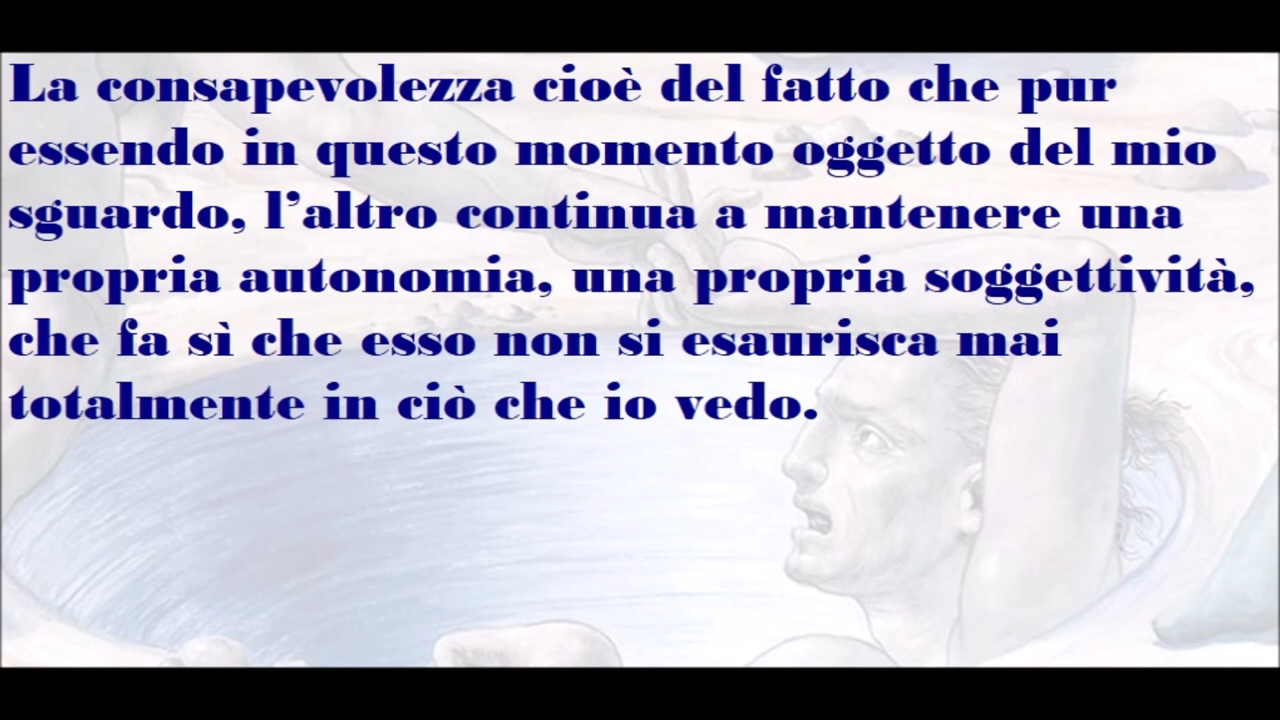 La consapevolezza cioè del fatto che pur
essendo in questo momento oggetto del mio
sguardo, l’altro continua a mantenere una
propria autonomia, una propria soggettività,
che fa sì che esso non si esaurisca mai
totalmente in ciò che io vedo.